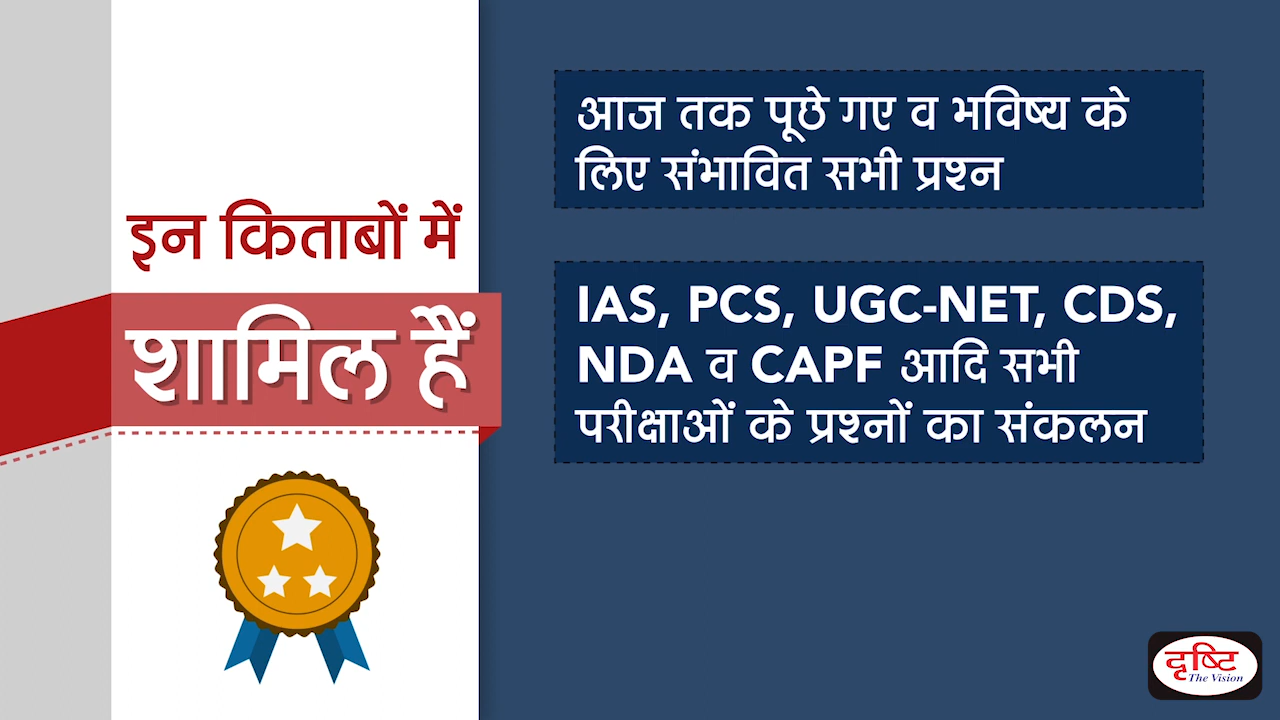 इन किताबों में
शामिल हैं
आज तक पूछे गए व भविष्य के
लिए संभावित सभी प्रश्न
IAS, PCS, UGC-NET, CDS,
NDA व CAPF आदि सभी
परीक्षाओं के प्रश्नों का संकलन
दृष्टि
The Vision